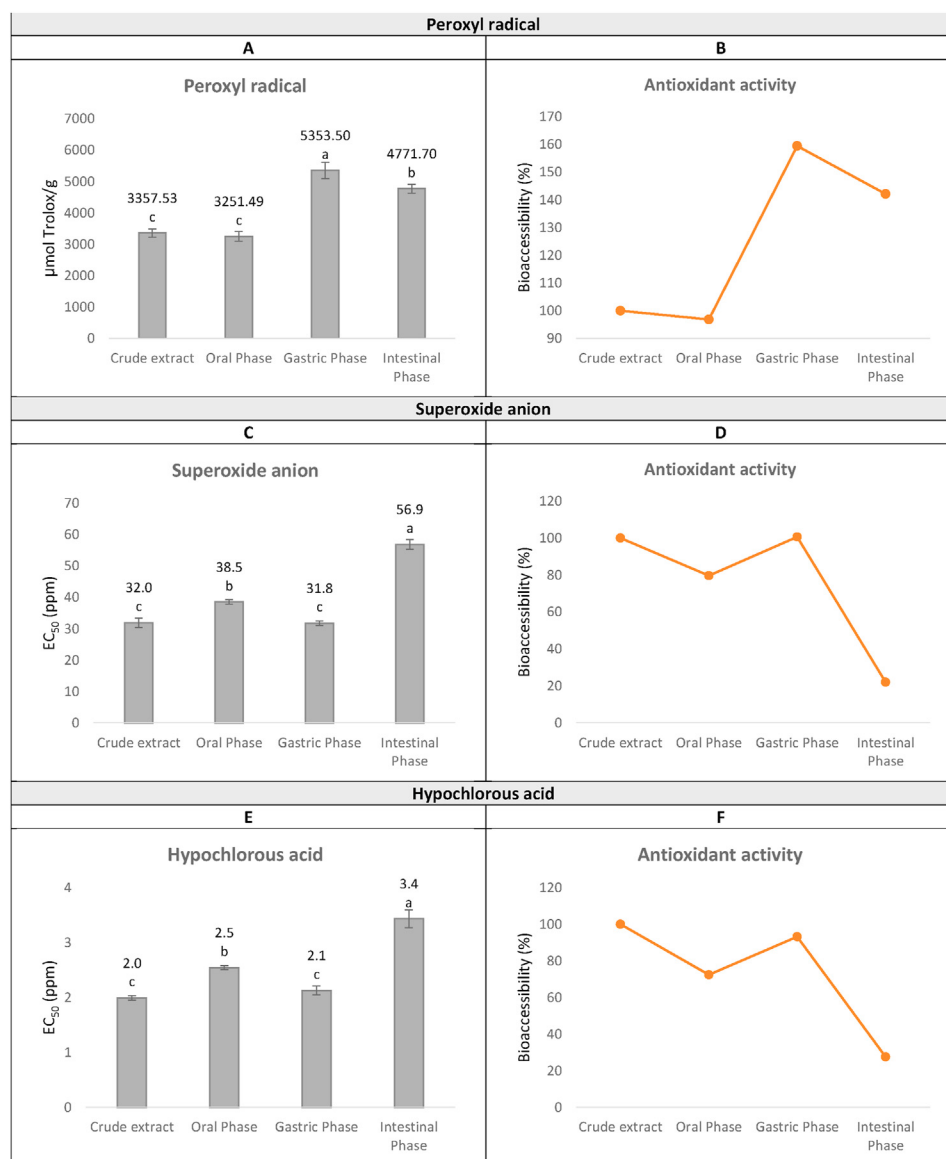 Peroxyl radical
A
B
Peroxyl radical
7000
6000
5000
4000
3000
2000
1000
0
µmol Trolox/g
3357.53
c
3251.49
c
5353.50
a
4771.70
b
Crude extract
Oral Phase
Gastric Phase
Intestinal
Phase
Antioxidant activity
170
160
150
140
130
120
110
100
90
Bioaccessibility (%)
Crude extract
Oral Phase
Gastric Phase
Intestinal
Phase
Superoxide anion
C
D
Superoxide anion
70
60
50
40
30
20
10
0
EC50 (ppm)
32.0
c
38.5
b
31.8
c
56.9
a
Crude extract
Oral Phase
Gastric Phase
Intestinal
Phase
Antioxidant activity
120
100
80
60
40
20
0
Bioaccessibility (%)
Crude extract
Oral Phase
Gastric Phase
Intestinal
Phase
Hypochlorous acid
E
F
Hypochlorous acid
4
3
2
1
0
EC50 (ppm)
2.0
c
2.5
b
2.1
c
3.4
a
Crude extract
Oral Phase
Gastric Phase
Intestinal
Phase
Antioxidant activity
120
100
80
60
40
20
0
Bioaccessibility (%)
Crude extract
Oral Phase
Gastric Phase
Intestinal
Phase